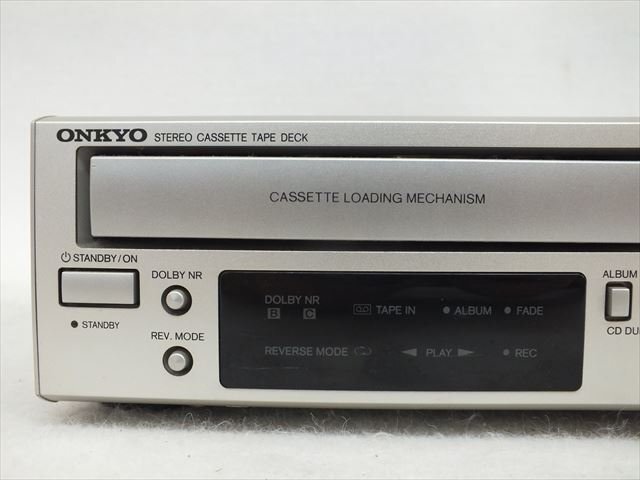 ONKYO STEREO CASSETTE TAPE DECK
CASSETTE LOADING MECHANISM
STANDBY/ON
STANDBY
DOLBY NR
REV. MODE
DOLBY NR
B C
TAPE IN
ALBUM
FADE
REVERSE MODE
PLAY
REC
ALBUM
CD DU